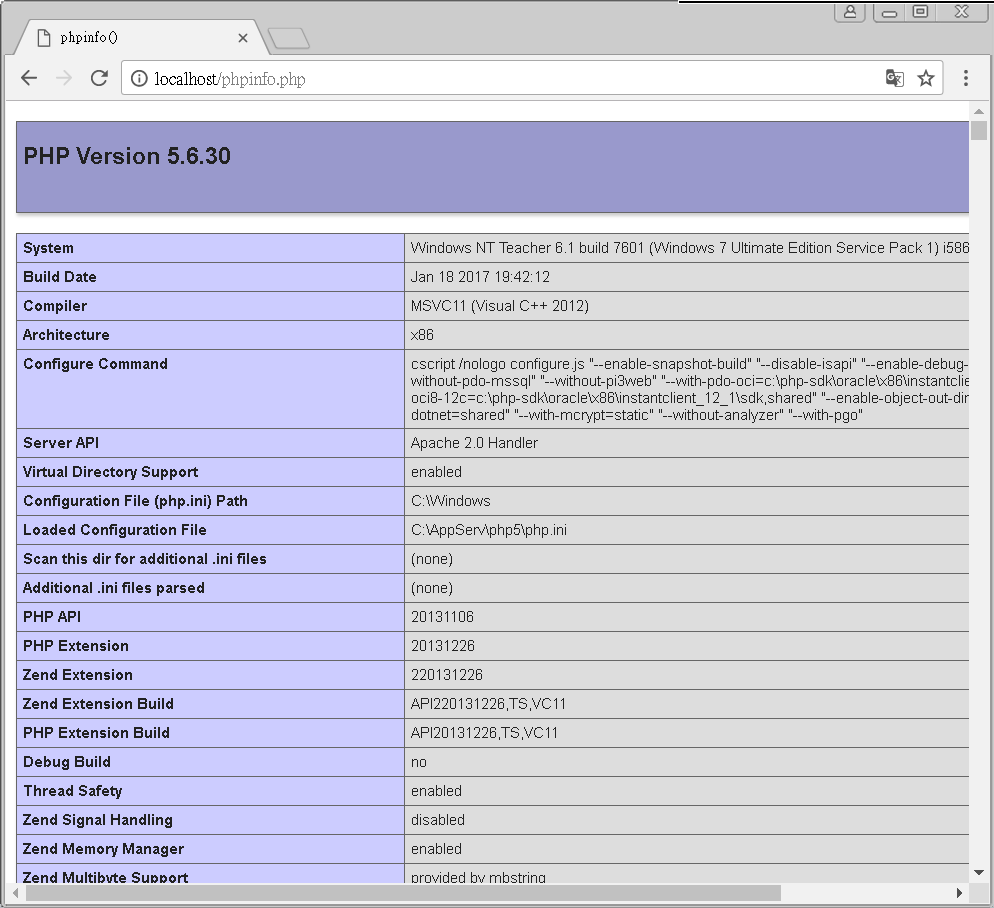 phpinfo()
localhost/phpinfo.php
PHP Version 5.6.30
System Windows NT Teacher 6.1 build 7601 (Windows 7 Ultimate Edition Service Pack 1) i586
Build Date Jan 18 2017 19:42:12
Compiler MSVC11 (Visual C++ 2012)
Architecture x86
Configure Command cscript /nologo configure.js "--enable-snapshot-build" "--disable-isapi" "--enable-debug-
without-pdo-mssql" "--without-pi3web" "--with-pdo-oci=c:\php-sdk\oracle\x86\instantclie
oci8-12c=c:\php-sdk\oracle\x86\instantclient_12_1\sdk,shared" "--enable-object-out-dir
dotnet=shared" "--with-mcrypt=static" "--without-analyzer" "--with-pgo"
Server API Apache 2.0 Handler
Virtual Directory Support enabled
Configuration File (php.ini) Path C:\Windows
Loaded Configuration File C:\AppServ\php5\php.ini
Scan this dir for additional .ini files (none)
Additional .ini files parsed (none)
PHP API 20131106
PHP Extension 20131226
Zend Extension 220131226
Zend Extension Build API220131226,TS,VC11
PHP Extension Build API20131226,TS,VC11
Debug Build no
Thread Safety enabled
Zend Signal Handling disabled
Zend Memory Manager enabled
Zend Multibyte Support provided by mbstring